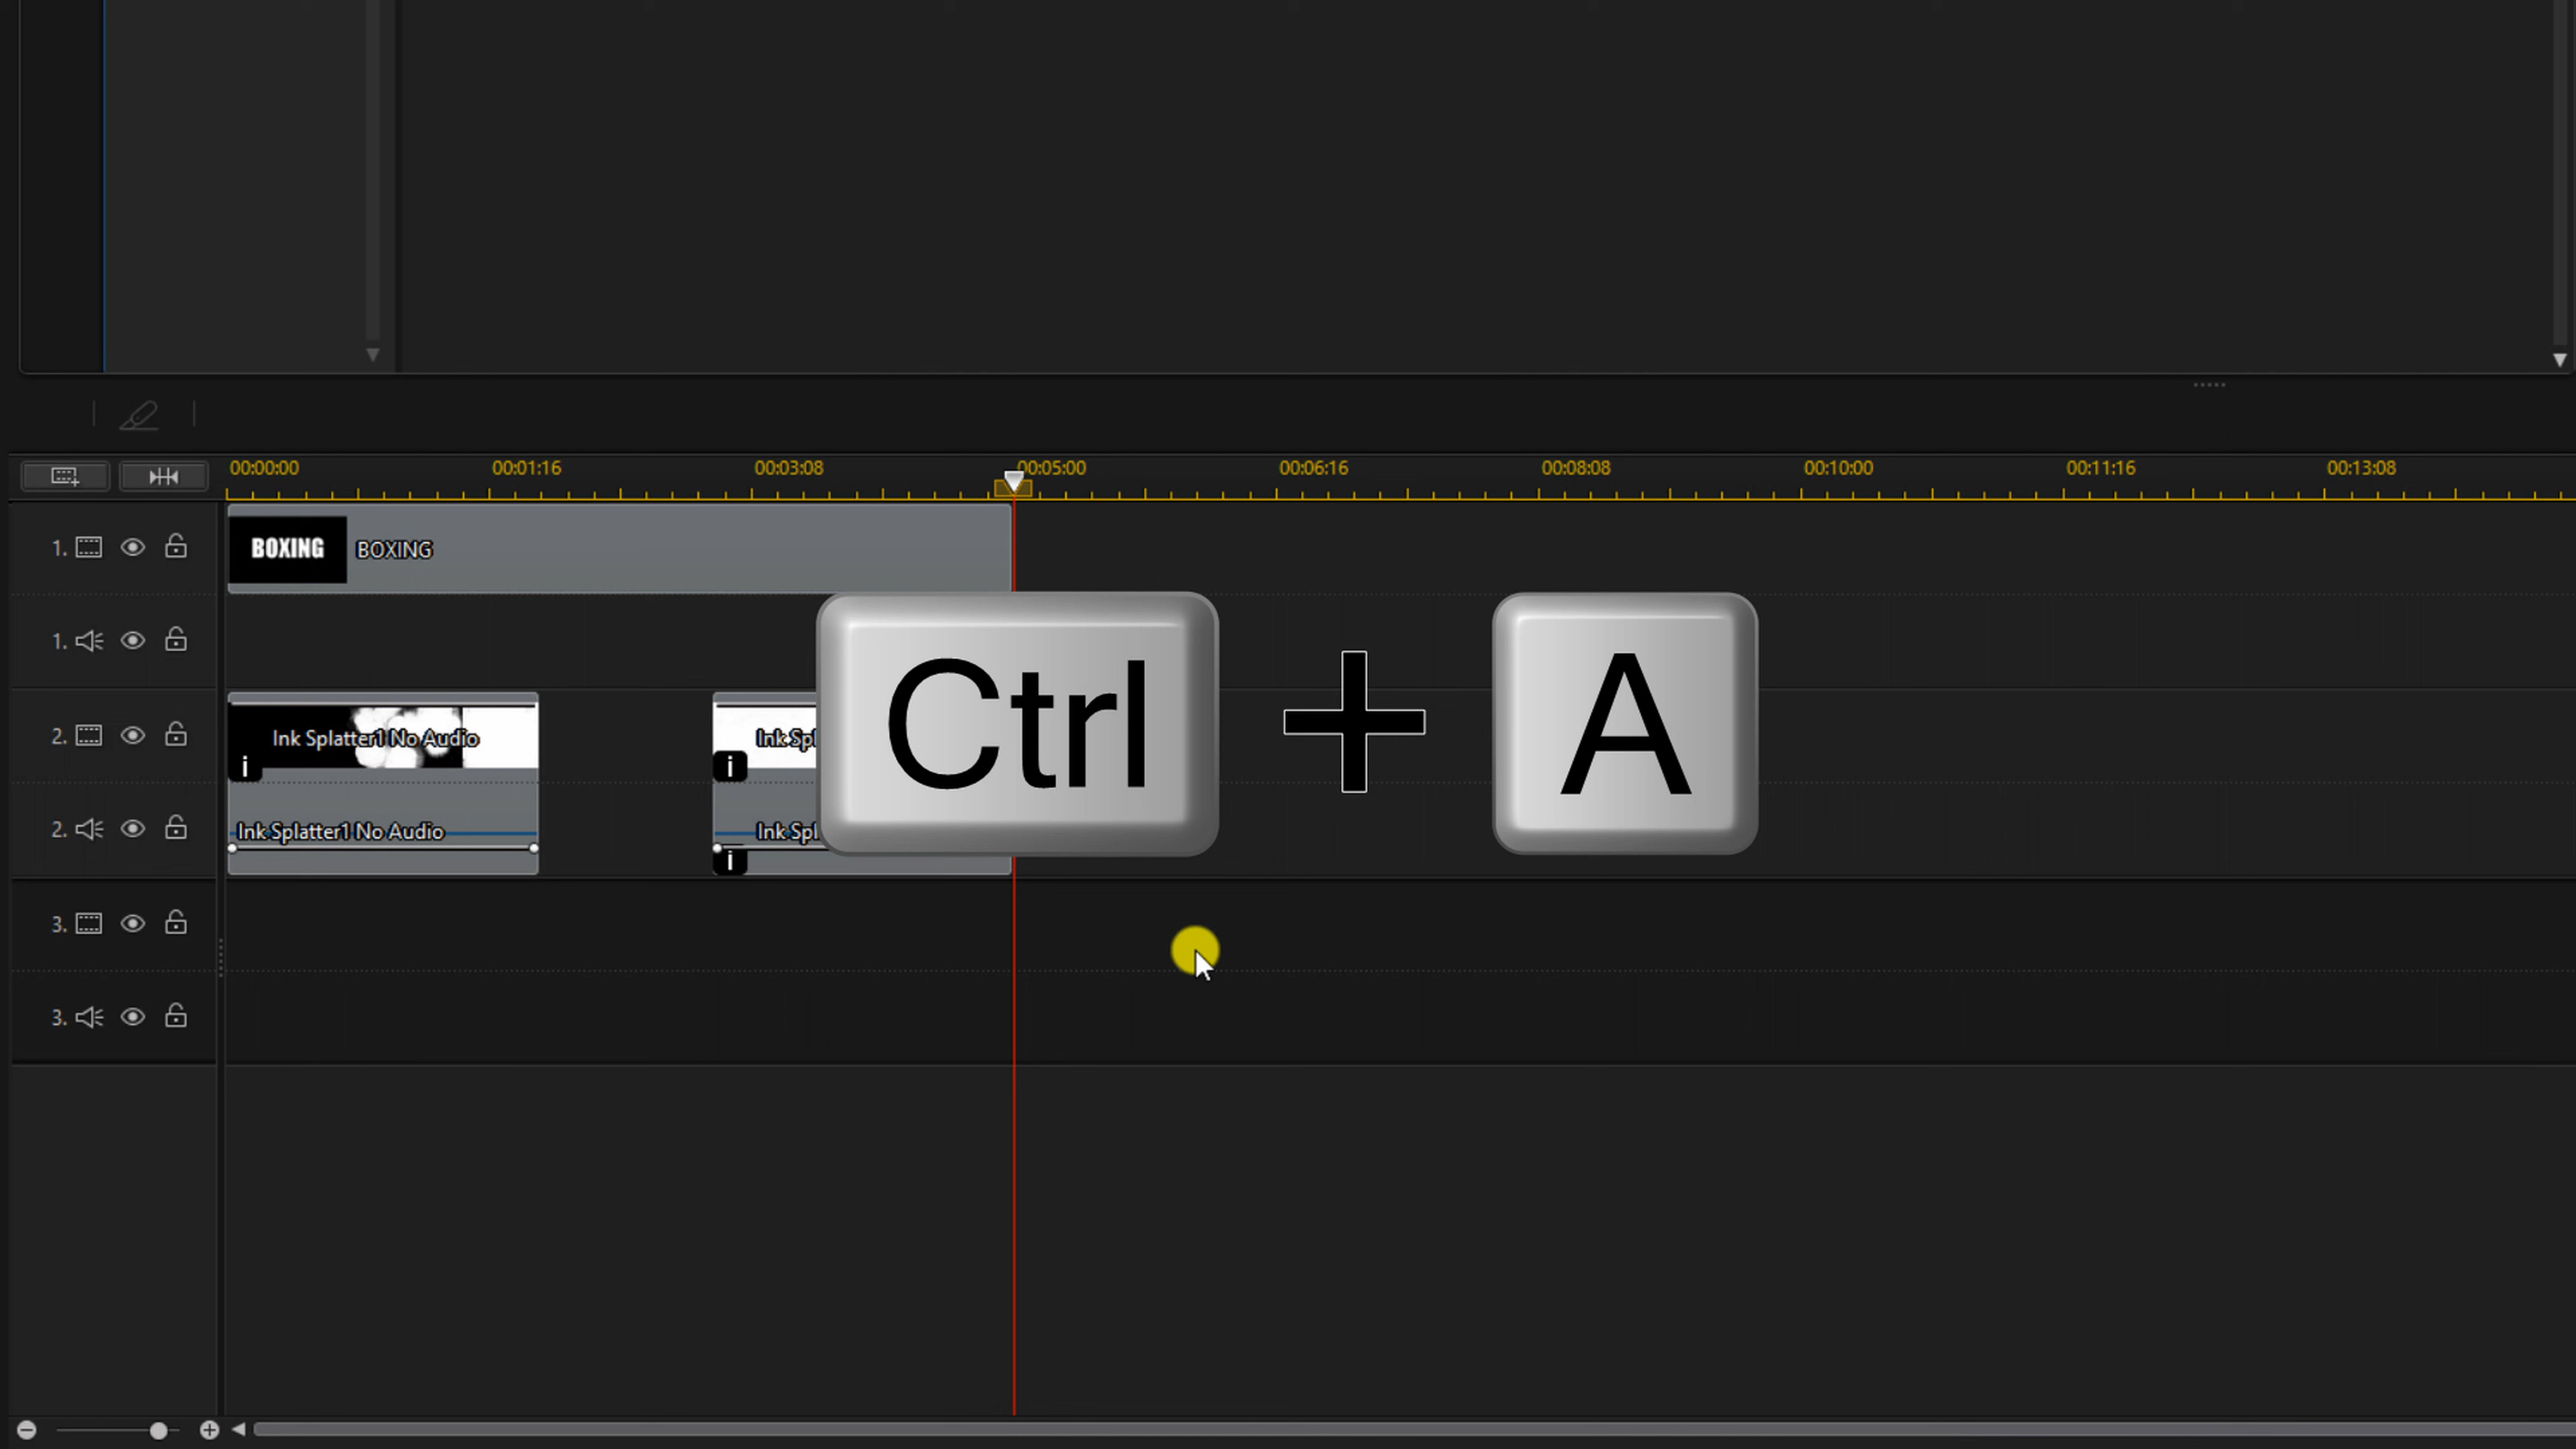 00:00:00 00:01:16 00:03:08 00:05:00 00:06:16 00:08:08 00:10:00 00:11:16 00:13:08
1. BOXING BOXING
1.
Ctrl + A
2. Ink Splatter1 No Audio Ink Spl
i i
2. Ink Splatter1 No Audio Ink Spl
i
3.
3.